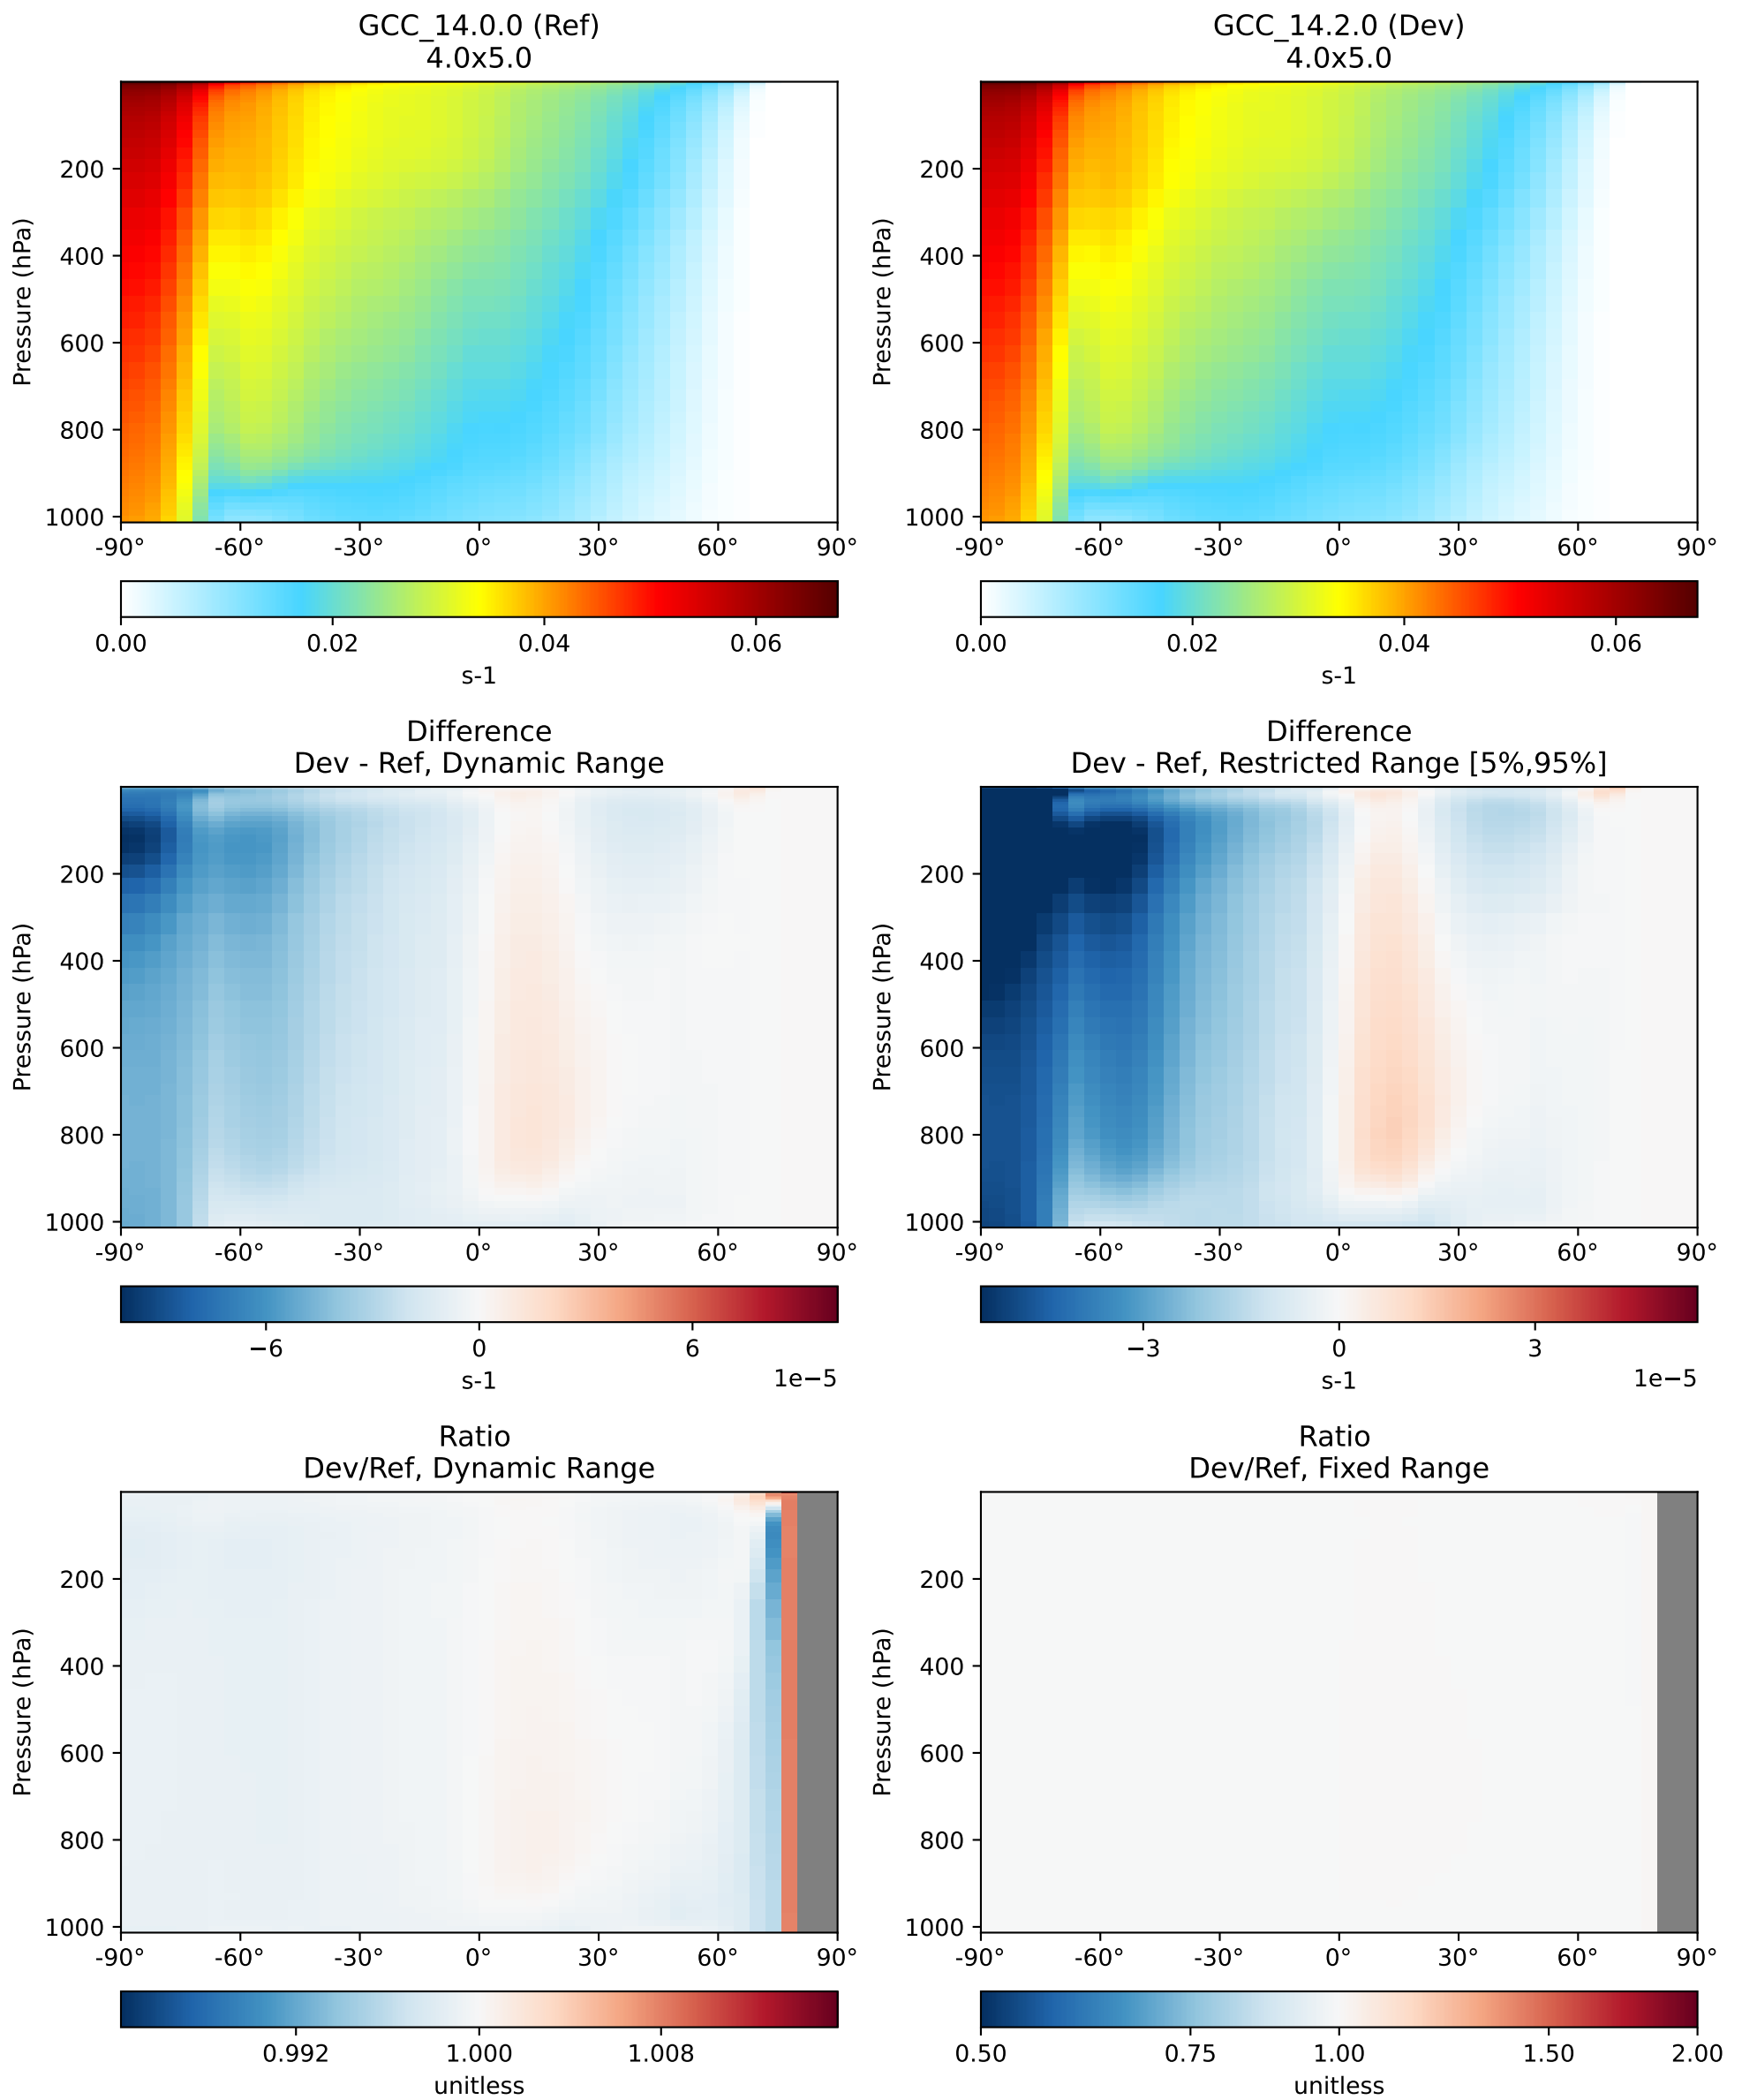 GCC_14.0.0 (Ref)
4.0x5.0
GCC_14.2.0 (Dev)
4.0x5.0
Pressure (hPa)
200
400
600
800
1000
-90° -60° -30° 0° 30° 60° 90°
0.00 0.02 0.04 0.06
s-1
Pressure (hPa)
200
400
600
800
1000
-90° -60° -30° 0° 30° 60° 90°
0.00 0.02 0.04 0.06
s-1
Difference
Dev - Ref, Dynamic Range
Pressure (hPa)
200
400
600
800
1000
-90° -60° -30° 0° 30° 60° 90°
−6 0 6
s-1
1e−5
Difference
Dev - Ref, Restricted Range [5%,95%]
Pressure (hPa)
200
400
600
800
1000
-90° -60° -30° 0° 30° 60° 90°
−3 0 3
s-1
1e−5
Ratio
Dev/Ref, Dynamic Range
Pressure (hPa)
200
400
600
800
1000
-90° -60° -30° 0° 30° 60° 90°
0.992 1.000 1.008
unitless
Ratio
Dev/Ref, Fixed Range
Pressure (hPa)
200
400
600
800
1000
-90° -60° -30° 0° 30° 60° 90°
0.50 0.75 1.00 1.50 2.00
unitless